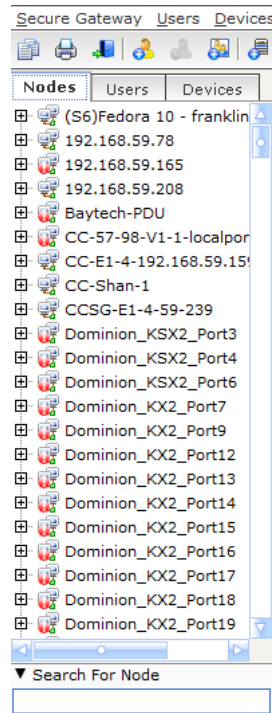 Secure Gateway Users Devices
Nodes Users Devices
(S6)Fedora 10 - franklin
192.168.59.78
192.168.59.165
192.168.59.208
Baytech-PDU
CC-57-98-V1-1-localpor
CC-E1-4-192.168.59.15
CC-Shan-1
CCSG-E1-4-59-239
Dominion_KSX2_Port3
Dominion_KSX2_Port4
Dominion_KSX2_Port6
Dominion_KX2_Port7
Dominion_KX2_Port9
Dominion_KX2_Port12
Dominion_KX2_Port13
Dominion_KX2_Port14
Dominion_KX2_Port15
Dominion_KX2_Port16
Dominion_KX2_Port17
Dominion_KX2_Port18
Dominion_KX2_Port19
▼ Search For Node